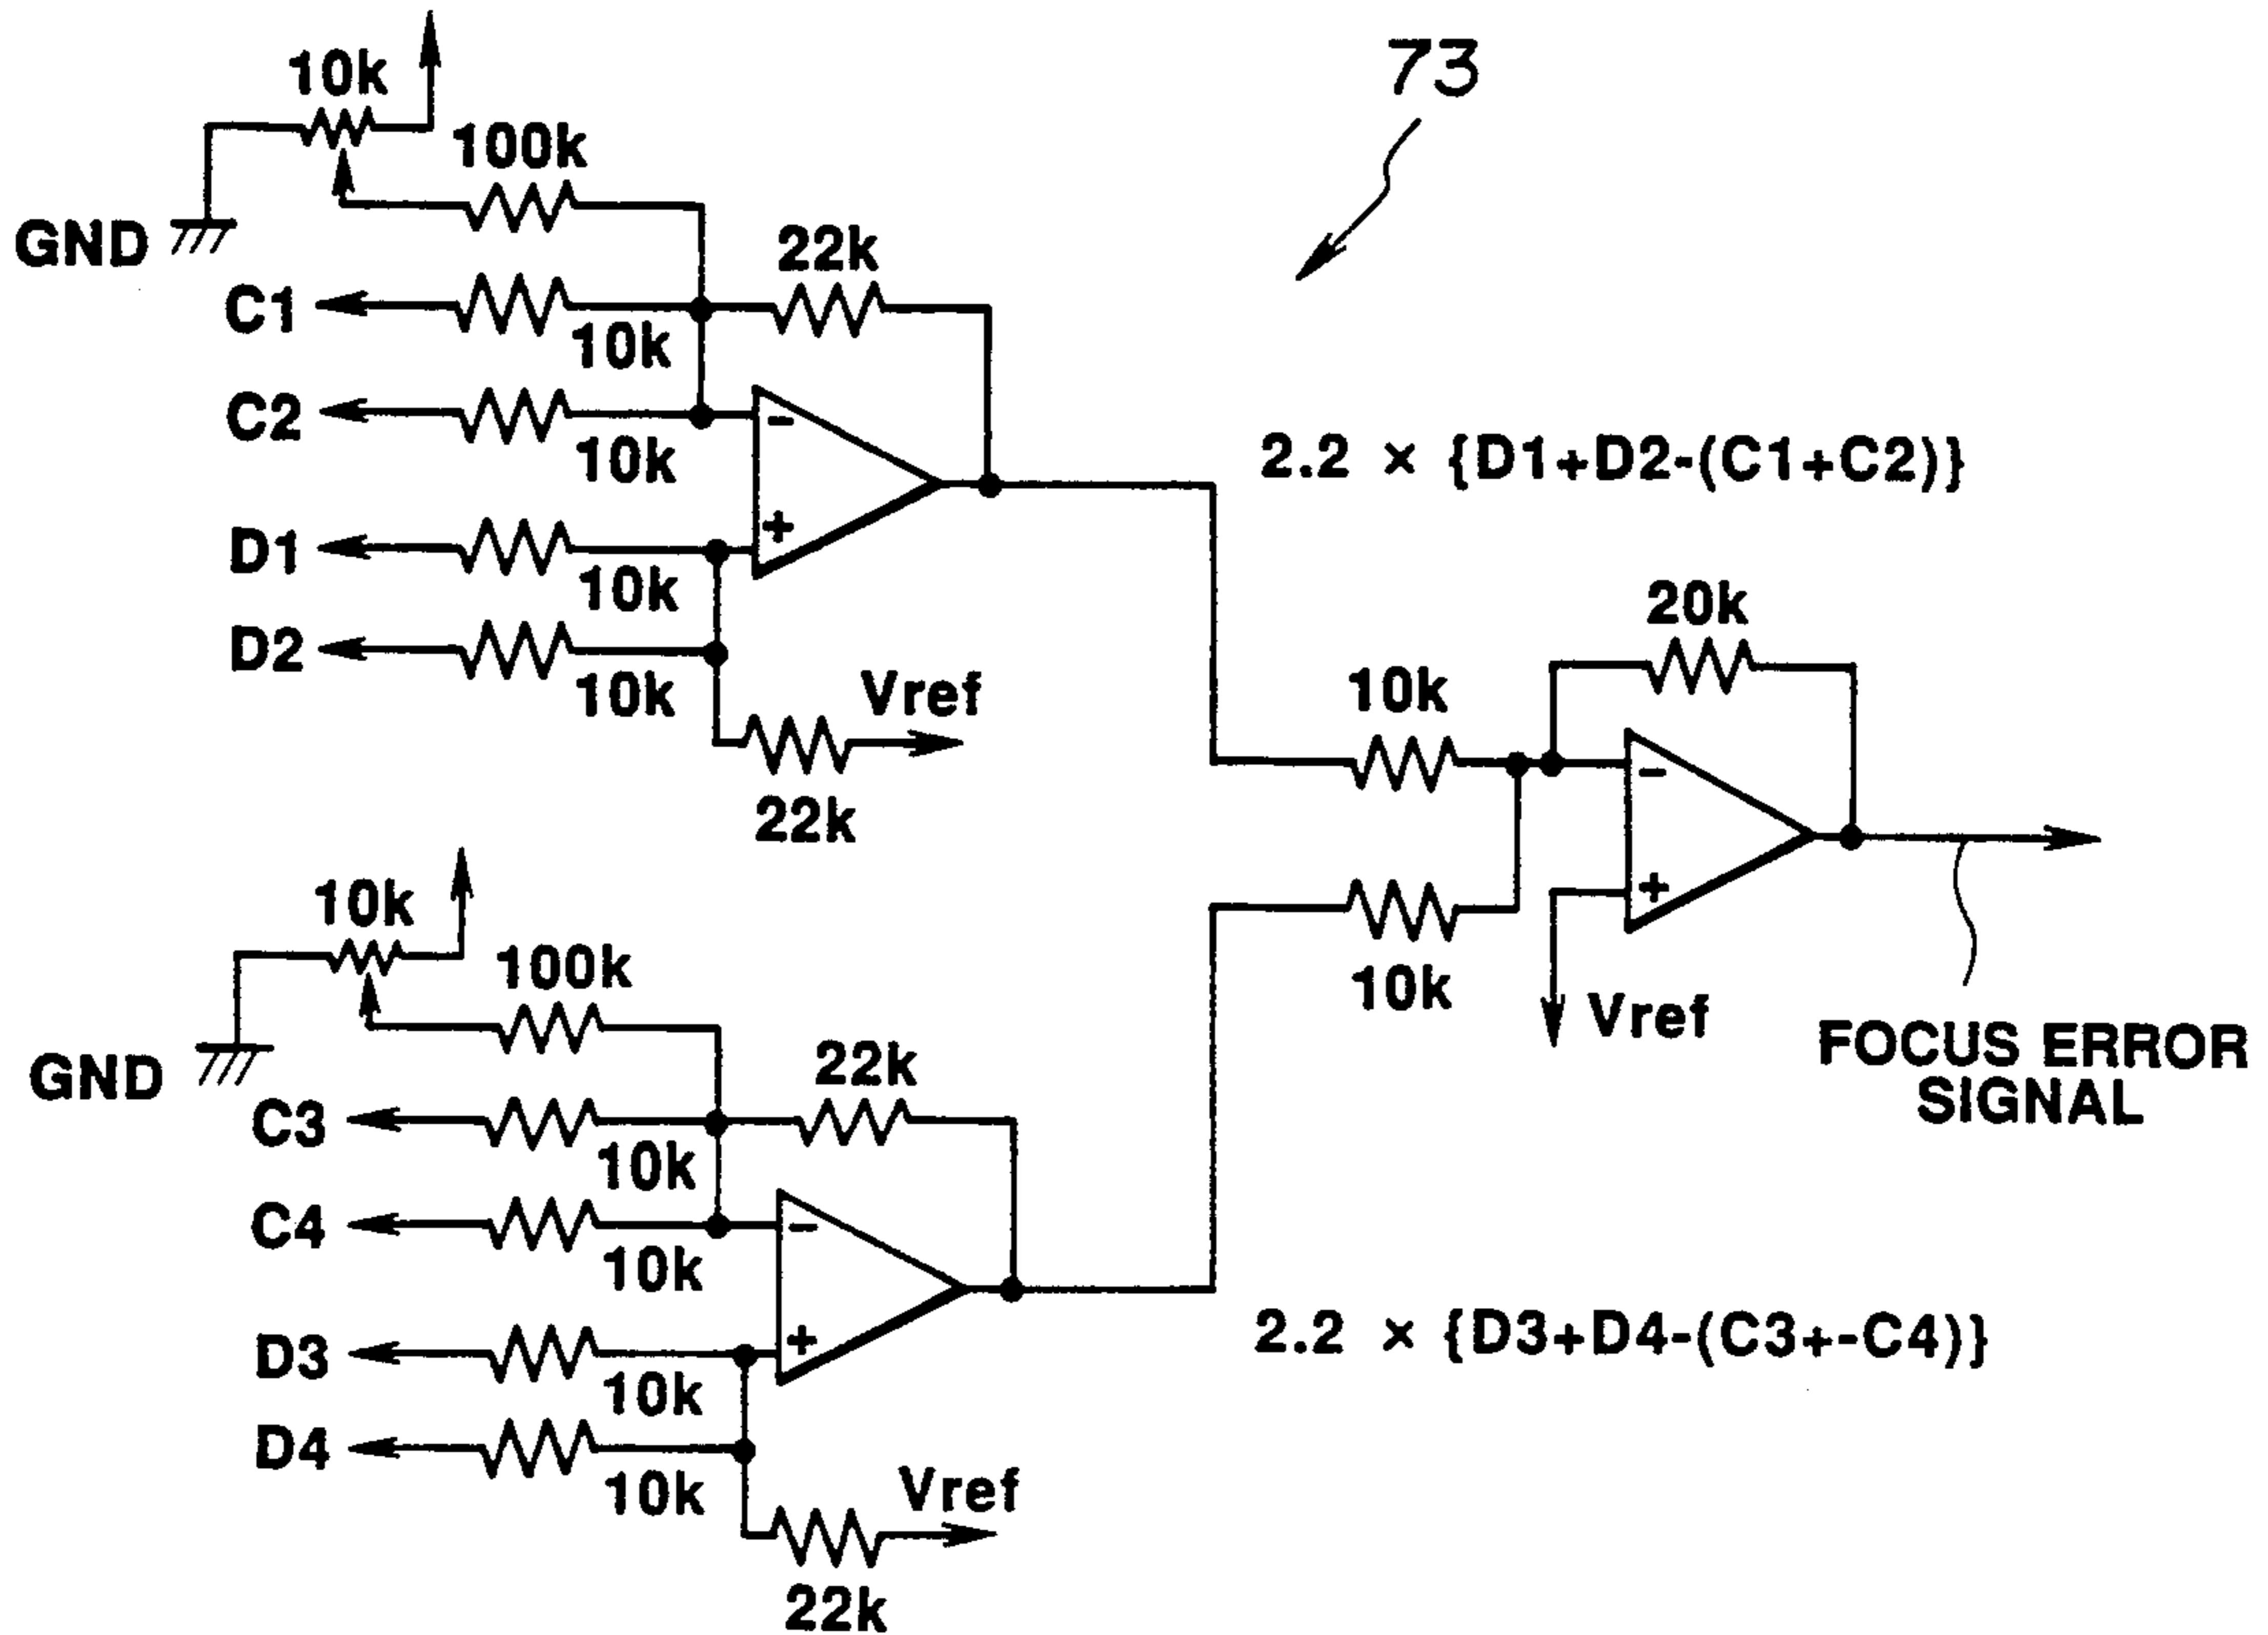 73
10k
100k
GND
22k
C1
10k
C2
10k
2.2 × {D1+D2-(C1+C2)}
-
+
D1
10k
D2
10k
Vref
22k
20k
10k
-
+
10k
Vref
FOCUS ERROR
SIGNAL
10k
100k
GND
22k
C3
10k
C4
10k
-
+
2.2 × {D3+D4-(C3+-C4)}
D3
10k
D4
10k
Vref
22k